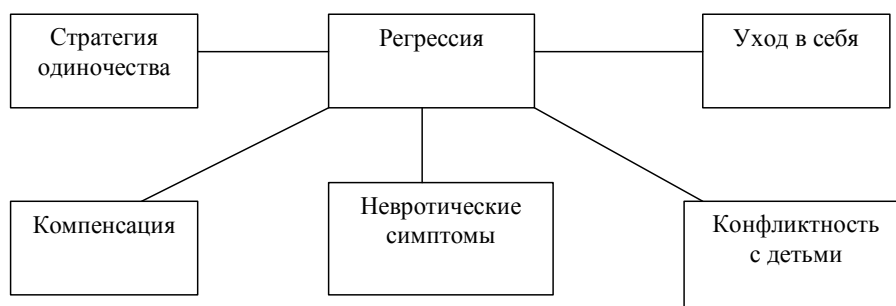 Стратегия
одиночества
Регрессия
Уход в себя
Компенсация
Невротические
симптомы
Конфликтность
с детьми